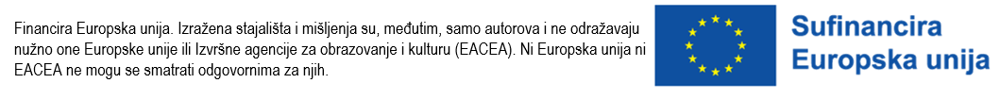 Financira Europska unija. Izražena stajališta i mišljenja su, međutim, samo autorova i ne odražavaju
nužno one Europske unije ili Izvršne agencije za obrazovanje i kulturu (EACEA). Ni Europska unija ni
EACEA ne mogu se smatrati odgovornima za njih.
Sufinancira
Europska unija